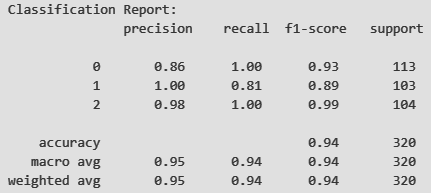 Classification Report:
precision recall f1-score support
0 0.86 1.00 0.93 113
1 1.00 0.81 0.89 103
2 0.98 1.00 0.99 104
accuracy 0.94 320
macro avg 0.95 0.94 0.94 320
weighted avg 0.95 0.94 0.94 320